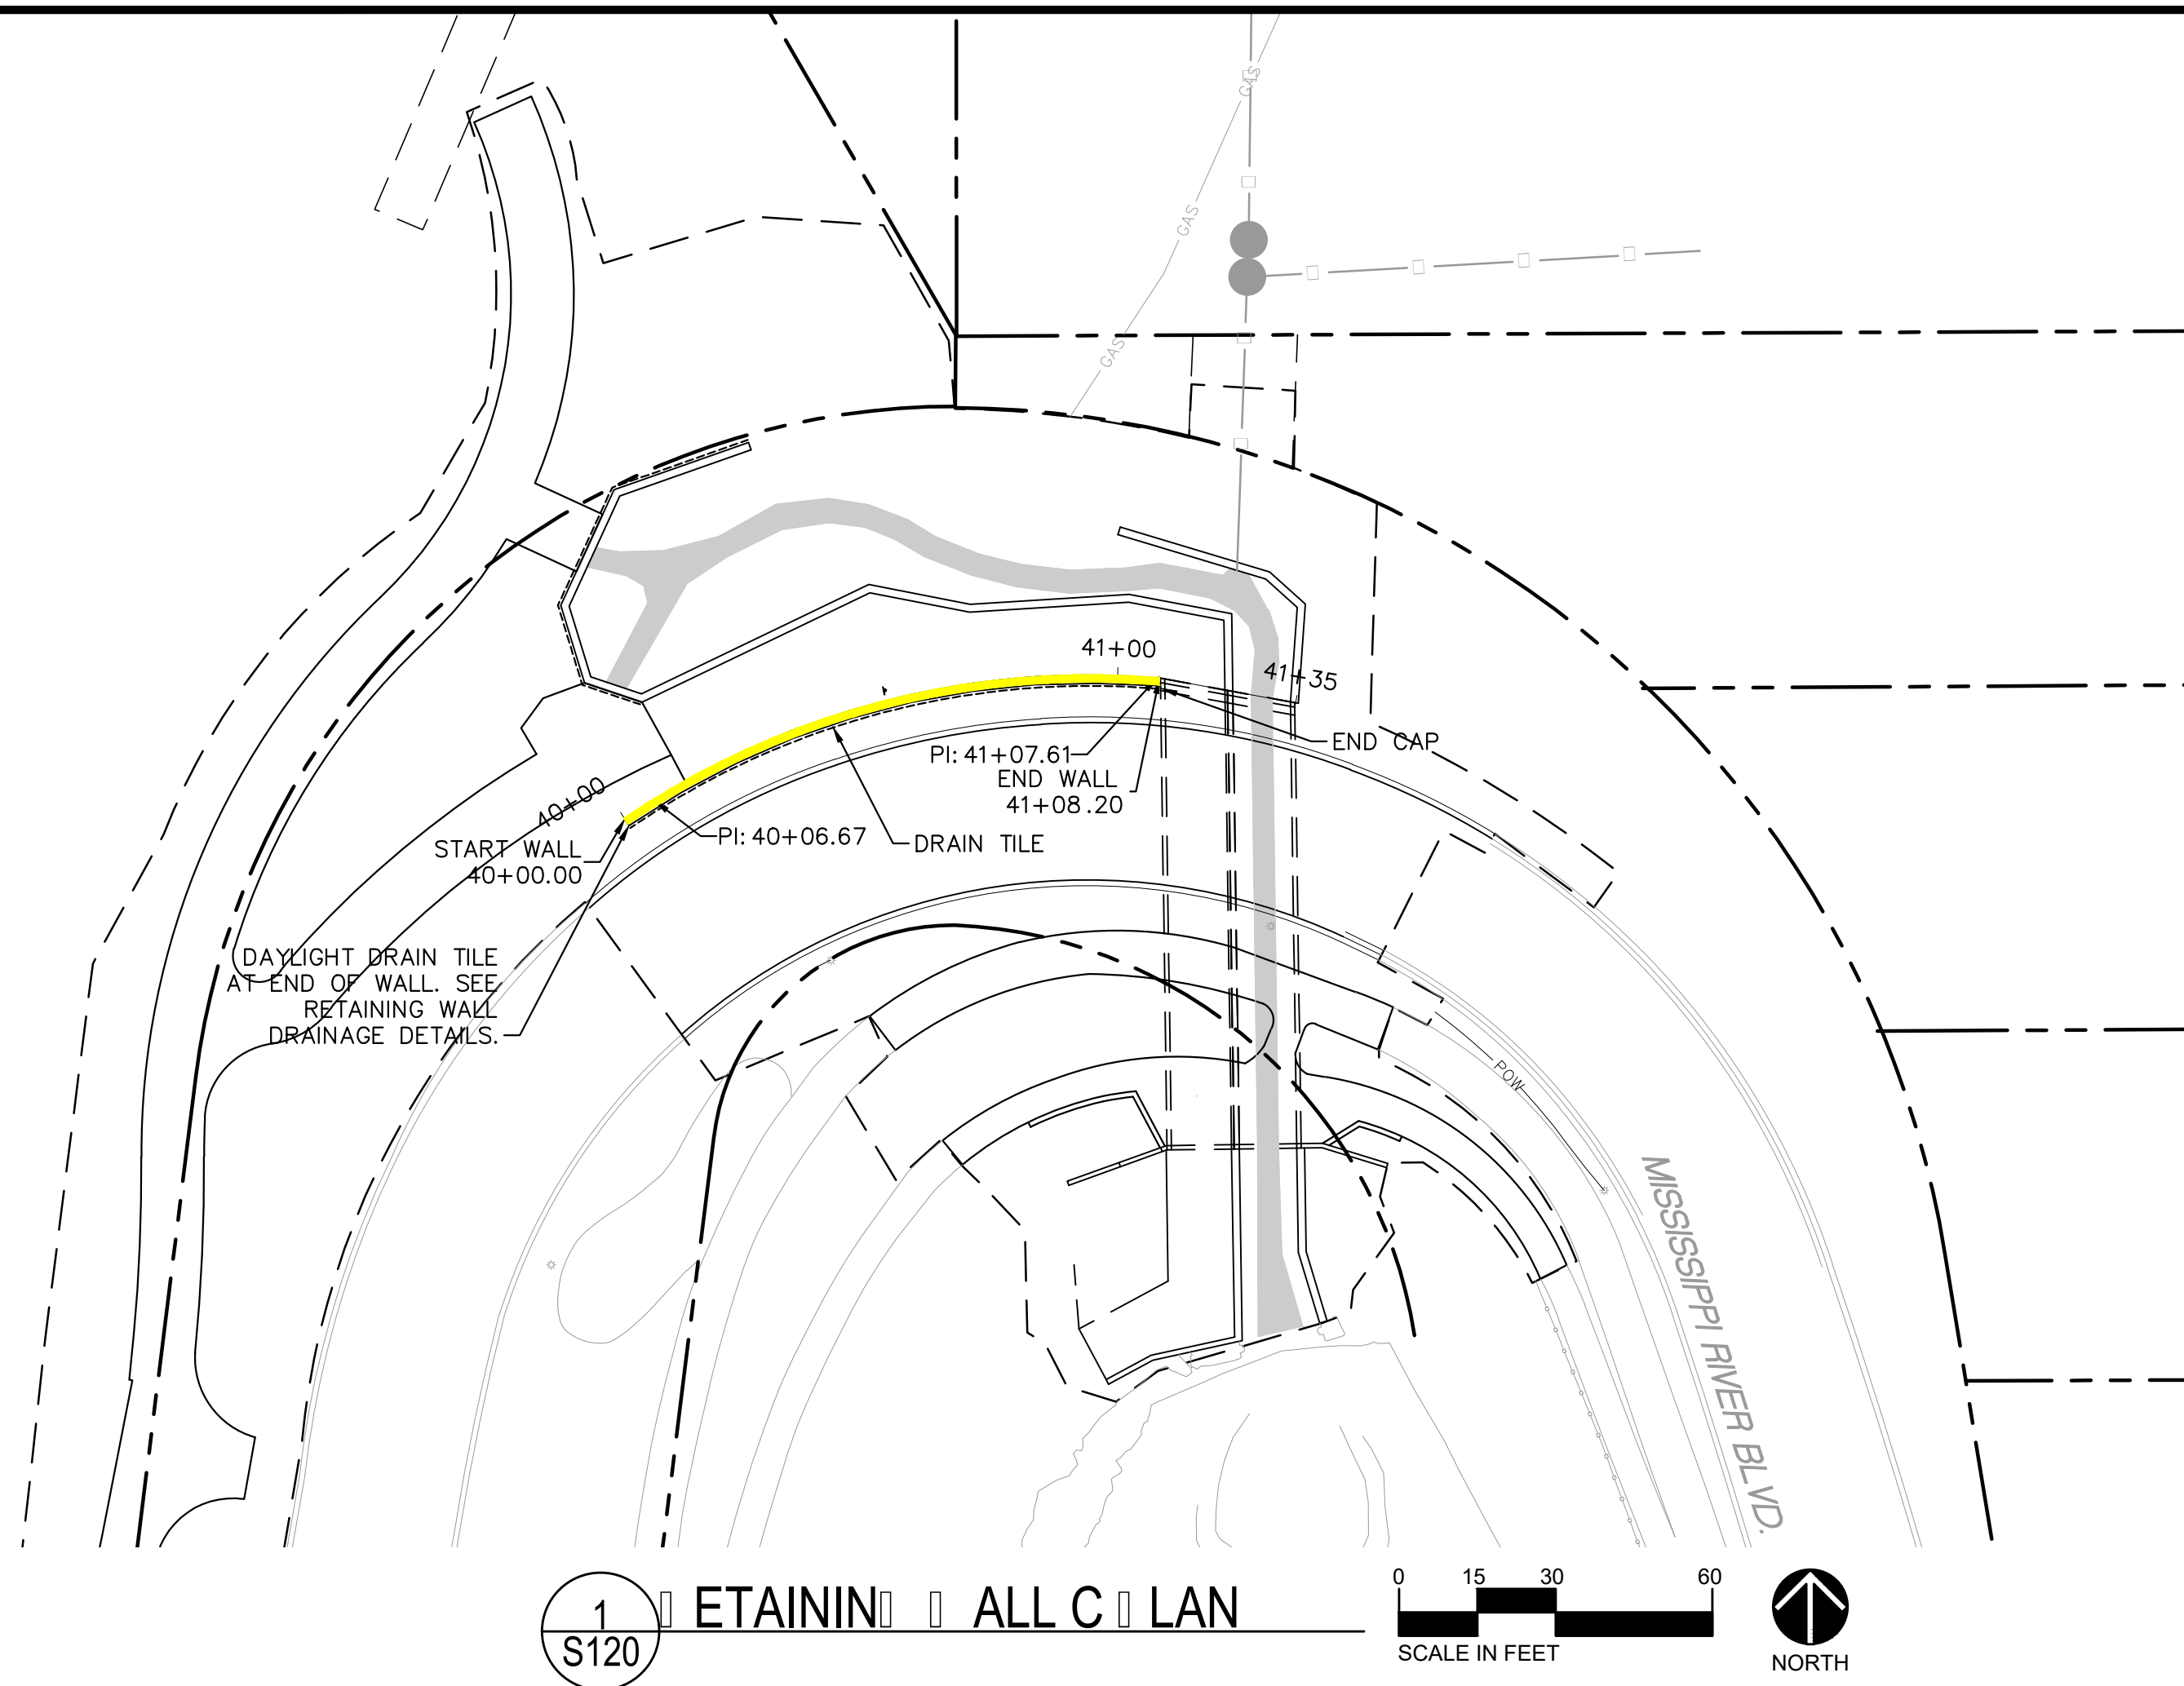 GAS
GAS
GAS
41+00
41+35
PI: 41+07.61
END WALL
41+08.20
END CAP
40+00
PI: 40+06.67
DRAIN TILE
START WALL
40+00.00
DAYLIGHT DRAIN TILE
AT END OF WALL. SEE
RETAINING WALL
DRAINAGE DETAILS.
POW
MISSISSIPPI RIVER BLVD.
1
S120
▯ETAININ▯ ▯ALL C ▯LAN
0 15 30 60
SCALE IN FEET
NORTH